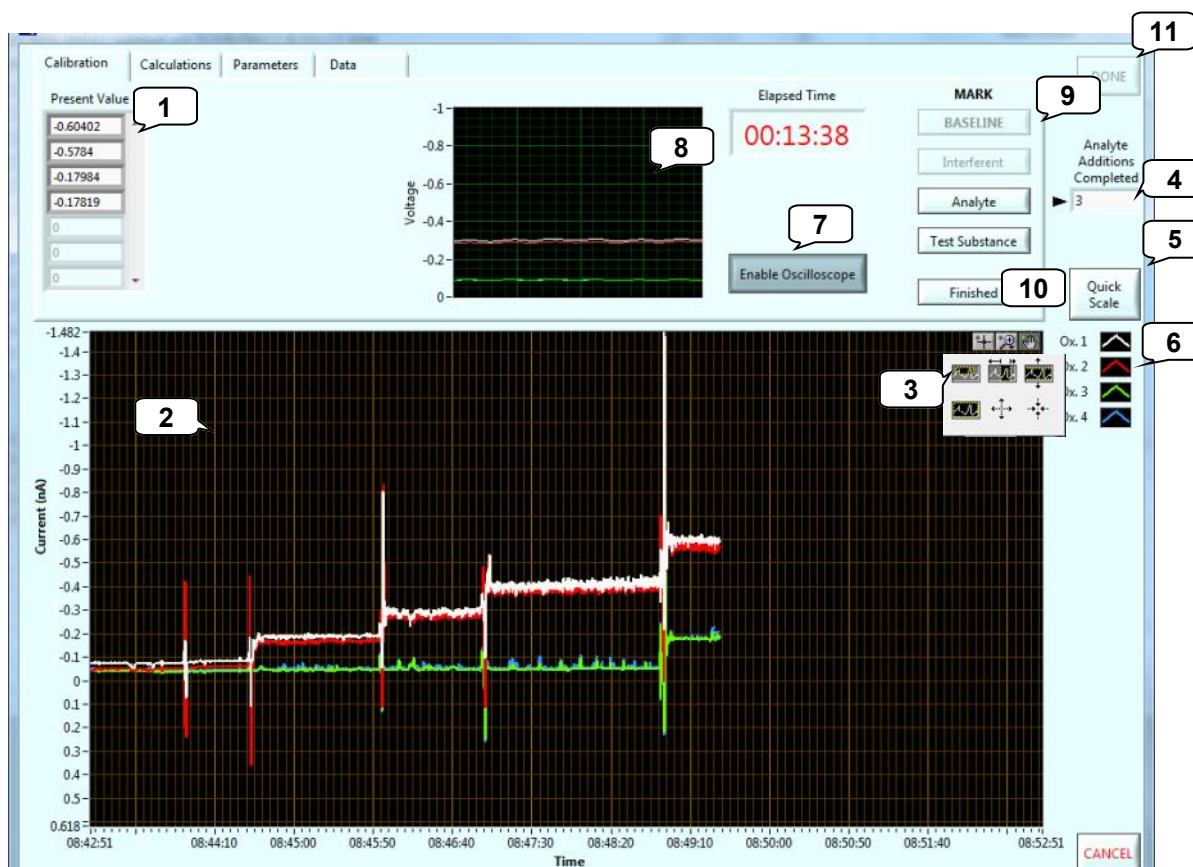 11
Calibration
Calculations
Parameters
Data
DONE
Present Value
1
-0.60402
-0.5784
-0.17984
-0.17819
0
0
0
Voltage
-1
-0.8
-0.6
-0.4
-0.2
0
8
Elapsed Time
00:13:38
7
Enable Oscilloscope
MARK
9
BASELINE
Interferent
Analyte
Test Substance
Finished
10
Analyte
Additions
Completed
4
3
5
Quick
Scale
6
Ox. 1
Ox. 2
Ox. 3
Ox. 4
3
2
Current (nA)
-1.482
-1.4
-1.3
-1.2
-1.1
-1
-0.9
-0.8
-0.7
-0.6
-0.5
-0.4
-0.3
-0.2
-0.1
0
0.1
0.2
0.3
0.4
0.5
0.618
08:42:51
08:44:10
08:45:00
08:45:50
08:46:40
08:47:30
08:48:20
08:49:10
08:50:00
08:50:50
08:51:40
08:52:51
Time
CANCEL